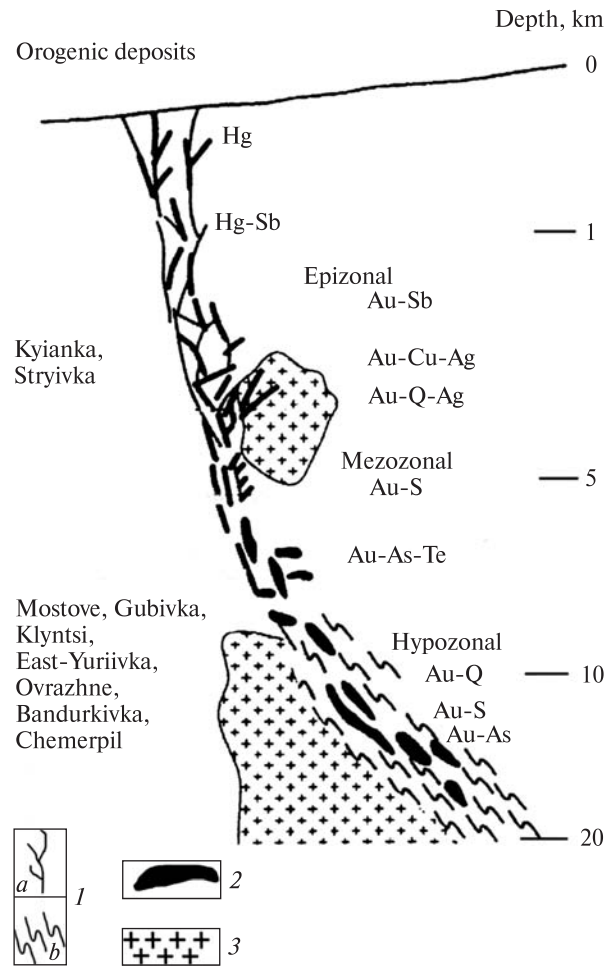 Depth, km
Orogenic deposits
0
Hg
Hg-Sb
1
Epizonal
Au-Sb
Kyianka,
Stryivka
Au-Cu-Ag
Au-Q-Ag
Mezozonal
Au-S
5
Au-As-Te
Mostove, Gubivka,
Klyntsi,
East-Yuriivka,
Ovrazhne,
Bandurkivka,
Chemerpil
Hypozonal
Au-Q
10
Au-S
Au-As
20
a
b
1
2
3